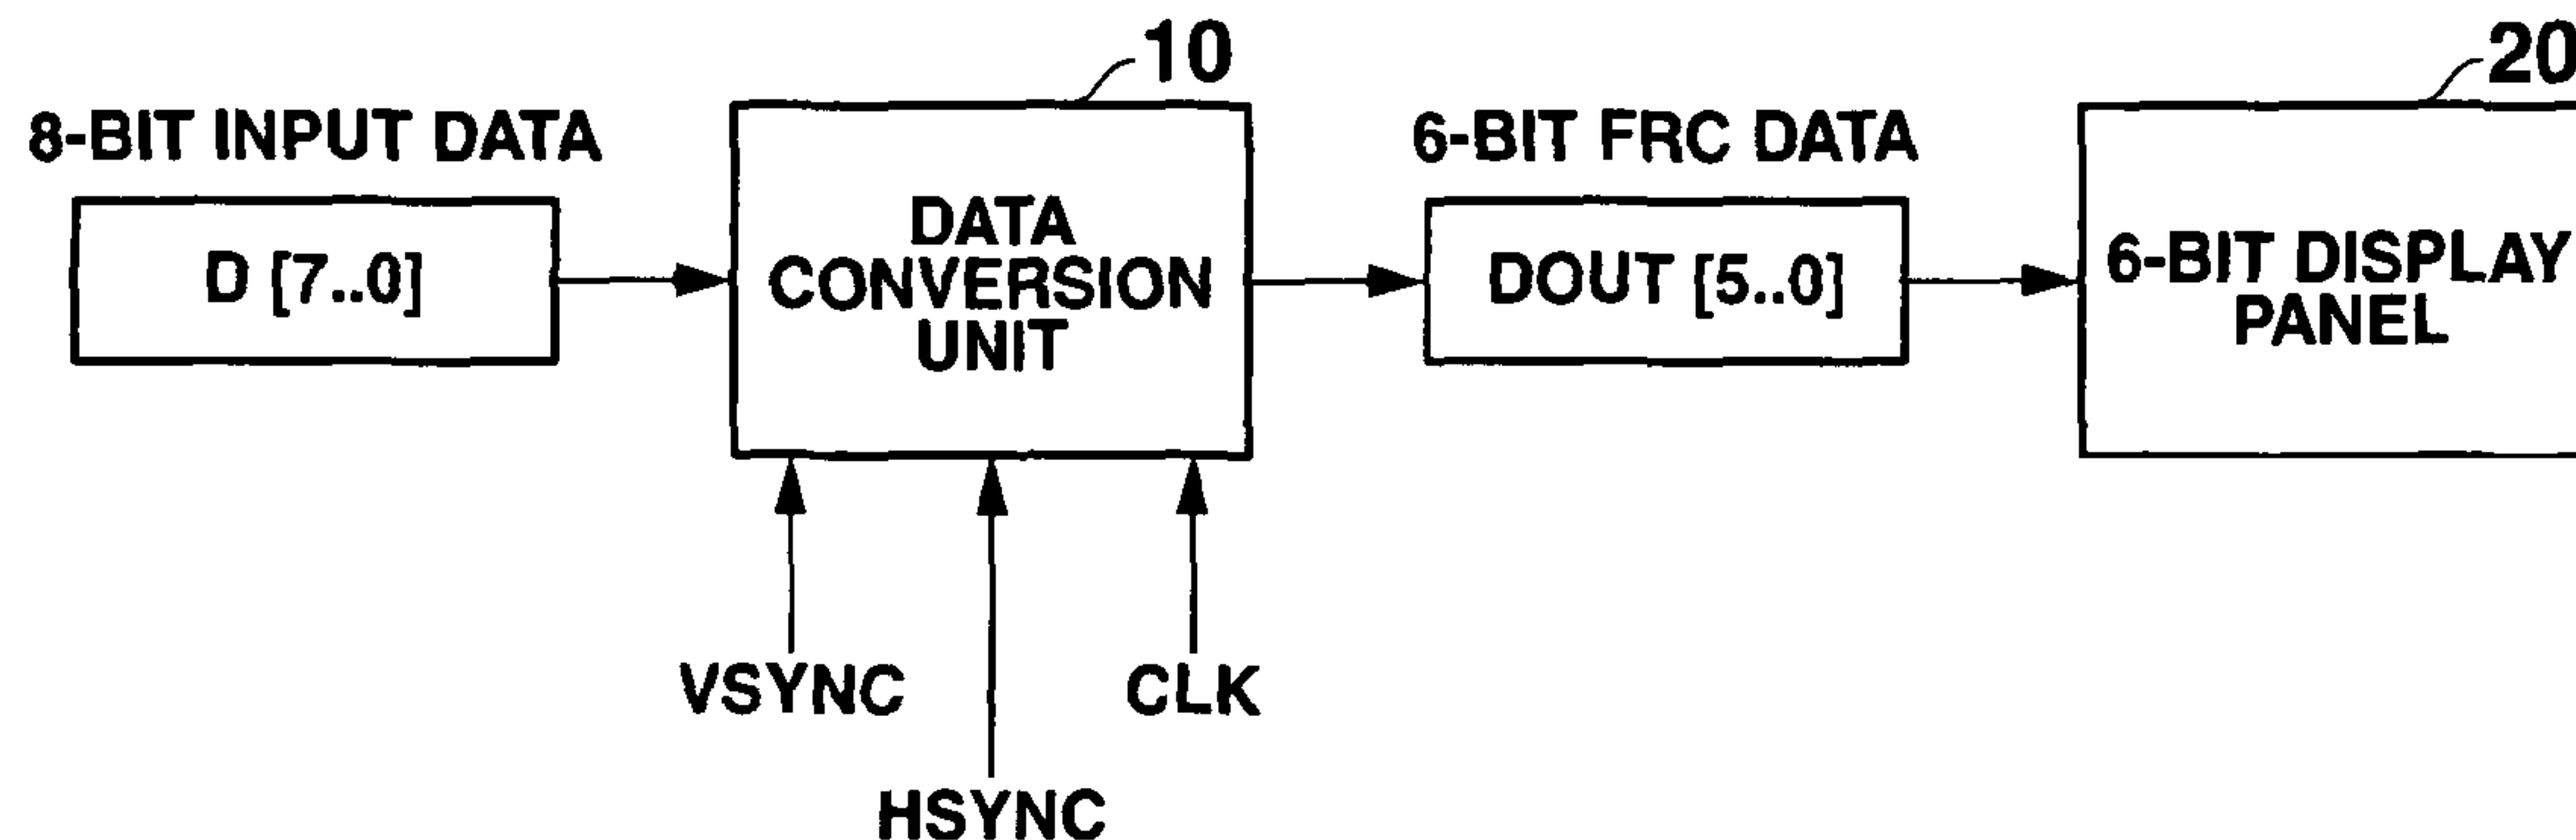 10
20
8-BIT INPUT DATA
6-BIT FRC DATA
D [7..0]
DATA
CONVERSION
UNIT
DOUT [5..0]
6-BIT DISPLAY
PANEL
VSYNC
CLK
HSYNC